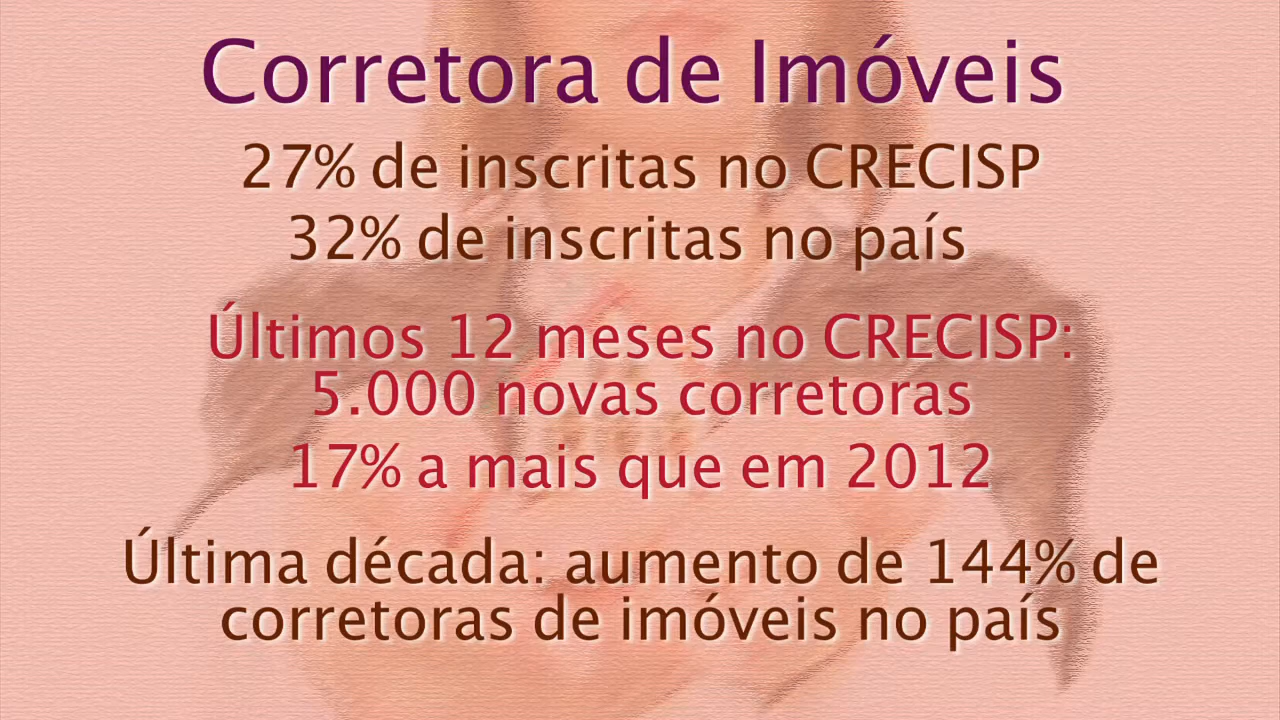 Corretora de Imóveis
27% de inscritas no CRECISP
32% de inscritas no país
Últimos 12 meses no CRECISP:
5.000 novas corretoras
17% a mais que em 2012
Última década: aumento de 144% de
corretoras de imóveis no país